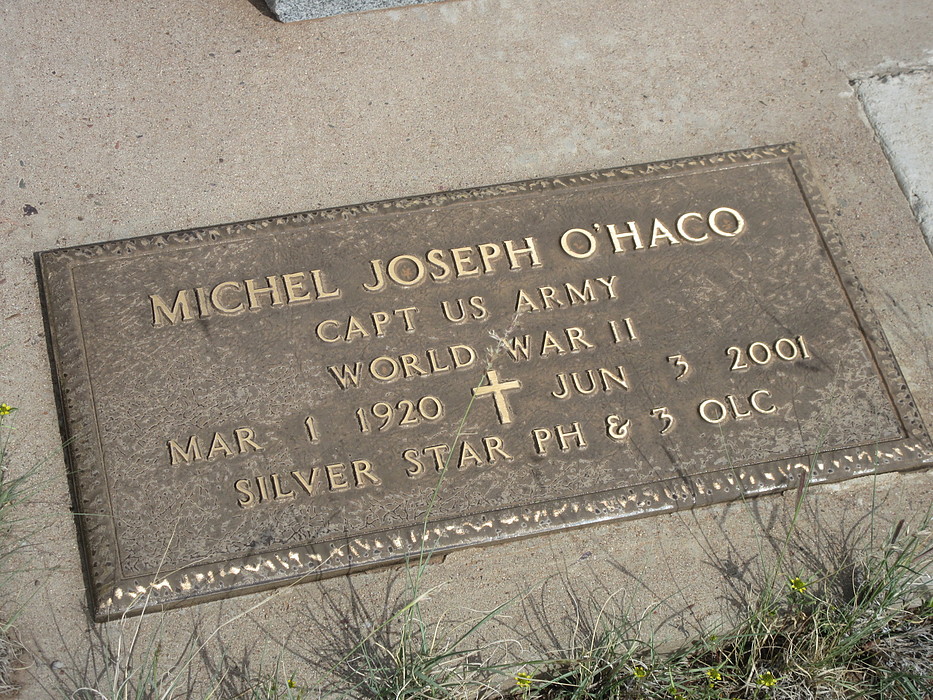 MICHEL JOSEPH O'HACO
CAPT US ARMY
WORLD WAR II
MAR 1 1920 JUN 3 2001
SILVER STAR PH & 3 OLC